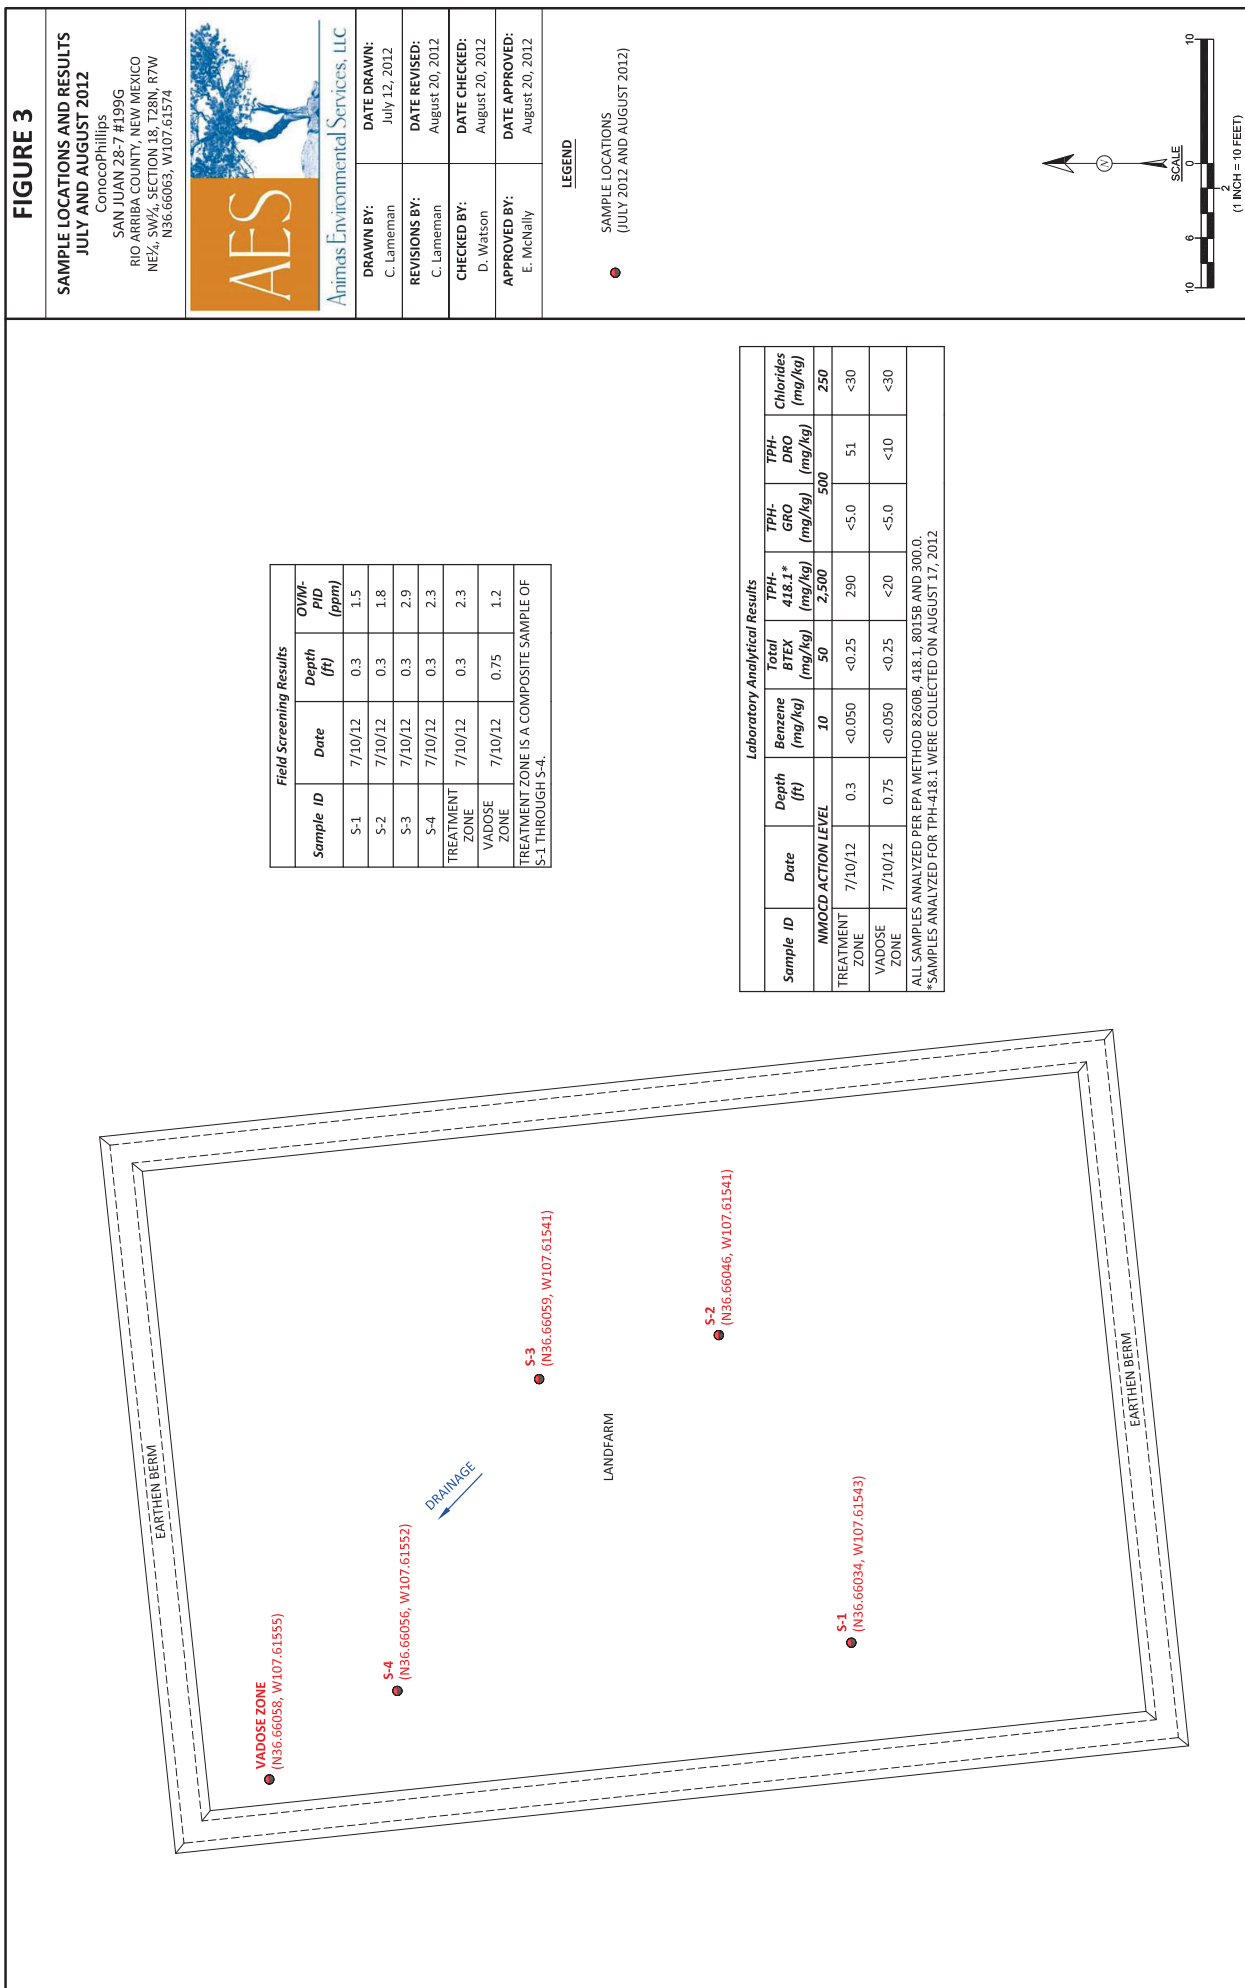 FIGURE 3
SAMPLE LOCATIONS AND RESULTS
JULY AND AUGUST 2012
ConocoPhillips
SAN JUAN 28-7 #199G
RIO ARRIBA COUNTY, NEW MEXICO
NE¼, SW¼, SECTION 18, T28N, R7W
N36.66063, W107.61574
AES
Animas Environmental Services, LLC
DRAWN BY: DATE DRAWN:
C. Lameman July 12, 2012
REVISIONS BY: DATE REVISED:
C. Lameman August 20, 2012
CHECKED BY: DATE CHECKED:
D. Watson August 20, 2012
APPROVED BY: DATE APPROVED:
E. McNally August 20, 2012
LEGEND
SAMPLE LOCATIONS
(JULY 2012 AND AUGUST 2012)
N
SCALE
10 6 0 10
2
(1 INCH = 10 FEET)
Field Screening Results
Sample ID Date Depth (ft) OVM-PID (ppm)
S-1 7/10/12 0.3 1.5
S-2 7/10/12 0.3 1.8
S-3 7/10/12 0.3 2.9
S-4 7/10/12 0.3 2.3
TREATMENT ZONE 7/10/12 0.3 2.3
VADOSE ZONE 7/10/12 0.75 1.2
TREATMENT ZONE IS A COMPOSITE SAMPLE OF
S-1 THROUGH S-4.
Laboratory Analytical Results
Sample ID Date Depth (ft) Benzene (mg/kg) Total BTEX (mg/kg) TPH-418.1* (mg/kg) TPH-GRO (mg/kg) TPH-DRO (mg/kg) Chlorides (mg/kg)
NMOCD ACTION LEVEL 10 50 2,500 500 250
TREATMENT ZONE 7/10/12 0.3 <0.050 <0.25 290 <5.0 51 <30
VADOSE ZONE 7/10/12 0.75 <0.050 <0.25 <20 <5.0 <10 <30
ALL SAMPLES ANALYZED PER EPA METHOD 8260B, 418.1, 8015B AND 300.0.
*SAMPLES ANALYZED FOR TPH-418.1 WERE COLLECTED ON AUGUST 17, 2012
EARTHEN BERM
VADOSE ZONE
(N36.66058, W107.61555)
S-4
(N36.66056, W107.61552)
DRAINAGE
S-3
(N36.66059, W107.61541)
LANDFARM
S-2
(N36.66046, W107.61541)
S-1
(N36.66034, W107.61543)
EARTHEN BERM